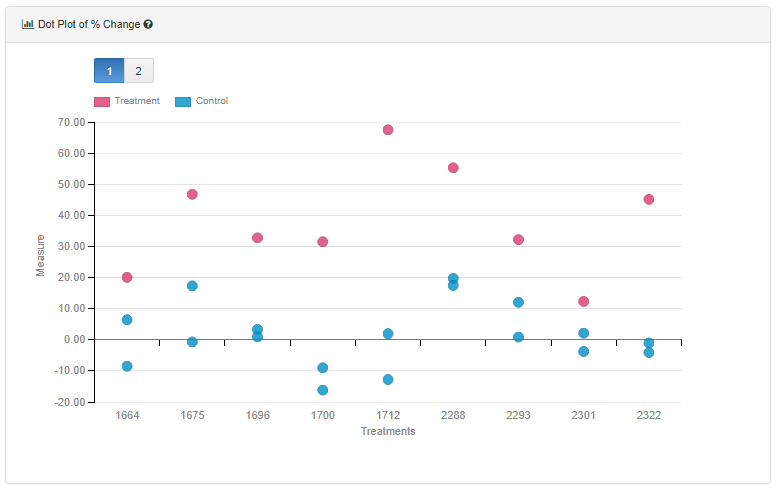 Dot Plot of % Change
1 2
Treatment Control
70.00
60.00
50.00
40.00
30.00
20.00
10.00
0.00
-10.00
-20.00
Measure
1664 1675 1696 1700 1712 2288 2293 2301 2322
Treatments